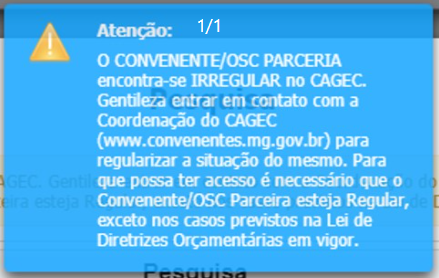 Atenção: 1/1
O CONVENENTE/OSC PARCERIA
encontra-se IRREGULAR no CAGEC.
Gentileza entrar em contato com a
Coordenação do CAGEC
(www.convenentes.mg.gov.br) para
regularizar a situação do mesmo. Para
que possa ter acesso é necessário que o
Convenente/OSC Parceira esteja Regular,
exceto nos casos previstos na Lei de
Diretrizes Orçamentárias em vigor.
Pesquisa